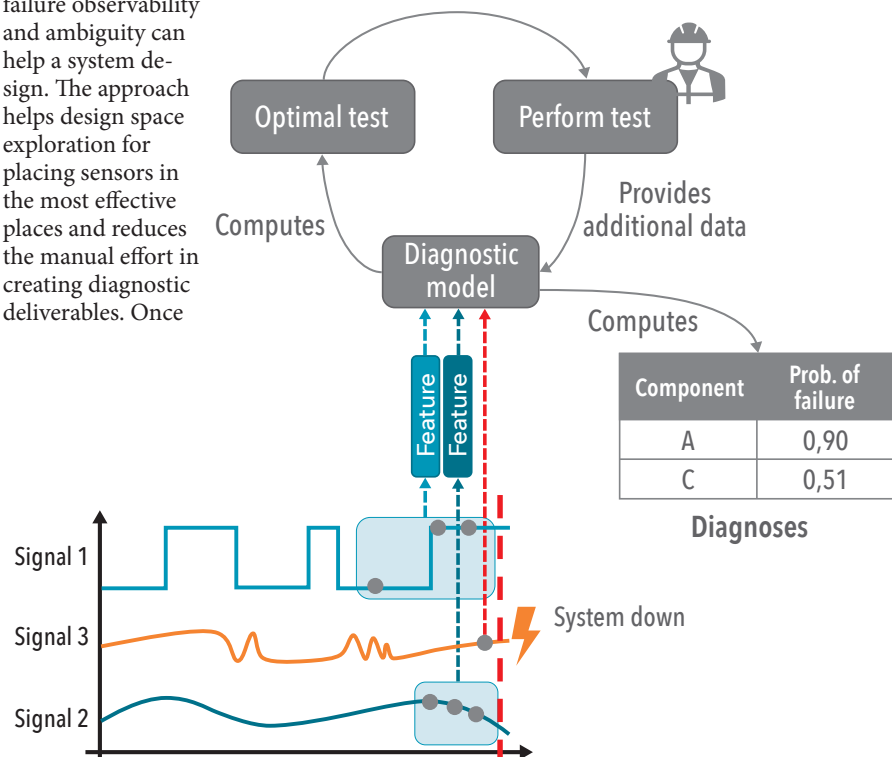 failure observability
and ambiguity can
help a system de-
sign. The approach
helps design space
exploration for
placing sensors in
the most effective
places and reduces
the manual effort in
creating diagnostic
deliverables. Once
Optimal test
Perform test
Computes
Provides
additional data
Diagnostic
model
Computes
Feature
Feature
Component
Prob. of
failure
A
0,90
C
0,51
Diagnoses
Signal 1
Signal 3
System down
Signal 2